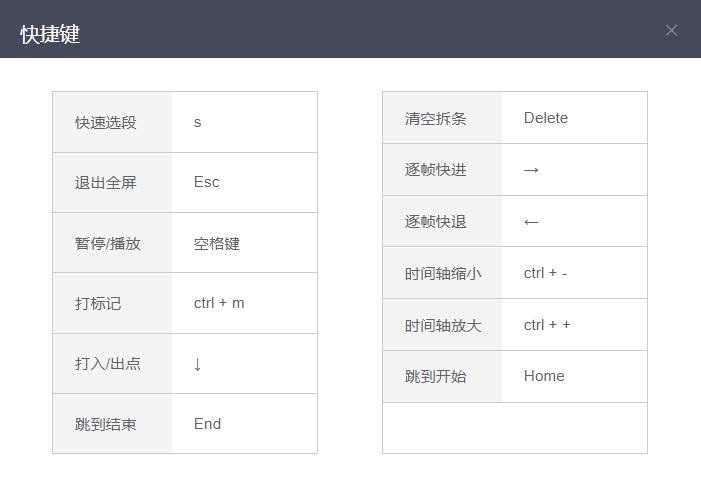 快捷键
快速选段 s
退出全屏 Esc
暂停/播放 空格键
打标记 ctrl + m
打入/出点 ↓
跳到结束 End
清空拆条 Delete
逐帧快进 →
逐帧快退 ←
时间轴缩小 ctrl + -
时间轴放大 ctrl + +
跳到开始 Home